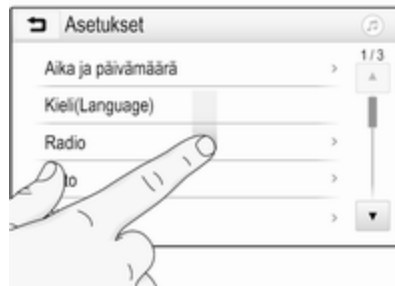 Asetukset
1/3
Aika ja päivämäärä
Kieli(Language)
Radio